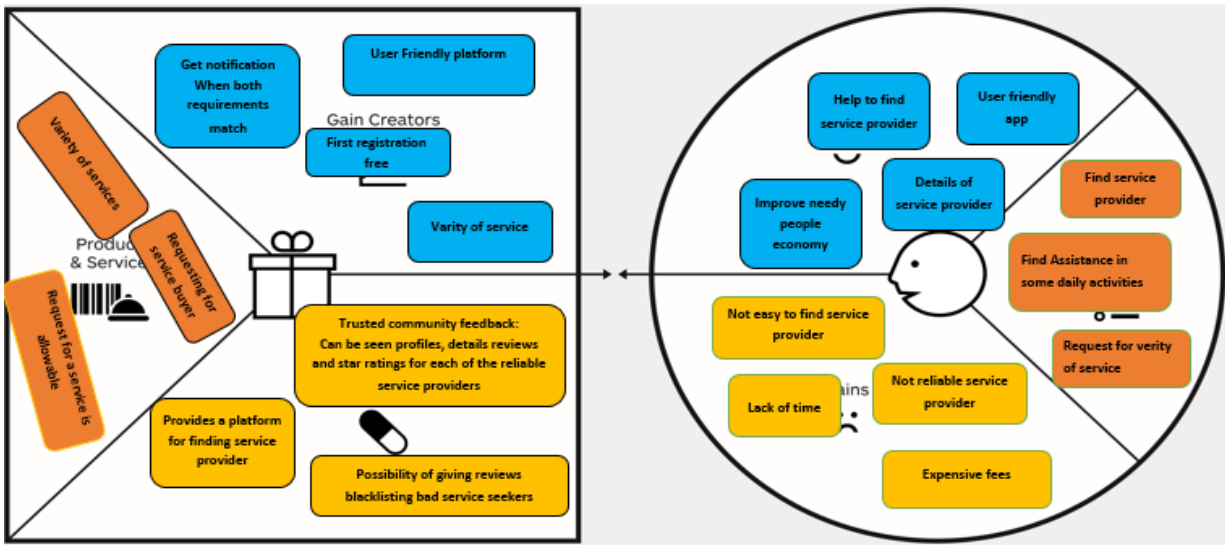 Get notification
When both
requirements
match
User Friendly platform
Gain Creators
First registration
free
Varity of service
Variety of services
Requesting for
service buyer
Produc
& Service
Request for a service is
allowable
Trusted community feedback:
Can be seen profiles, details reviews
and star ratings for each of the reliable
service providers
Provides a platform
for finding service
provider
Possibility of giving reviews
blacklisting bad service seekers
Help to find
service provider
User friendly
app
Improve needy
people
economy
Details of
service provider
Find service
provider
Find Assistance in
some daily activities
Request for verity
of service
Not easy to find service
provider
Lack of time
ains
Not reliable service
provider
Expensive fees